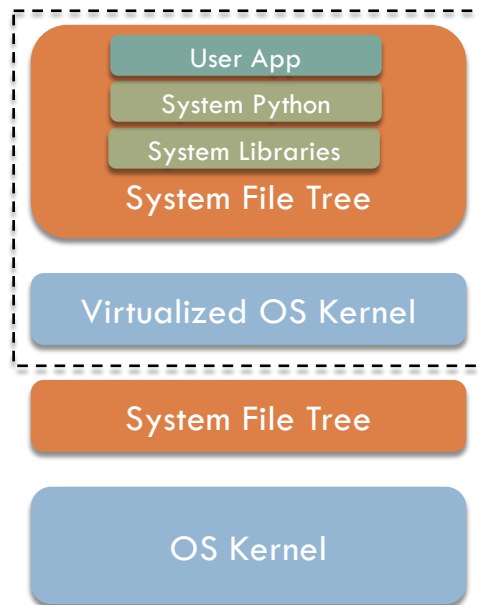 User App
System Python
System Libraries
System File Tree
Virtualized OS Kernel
System File Tree
OS Kernel